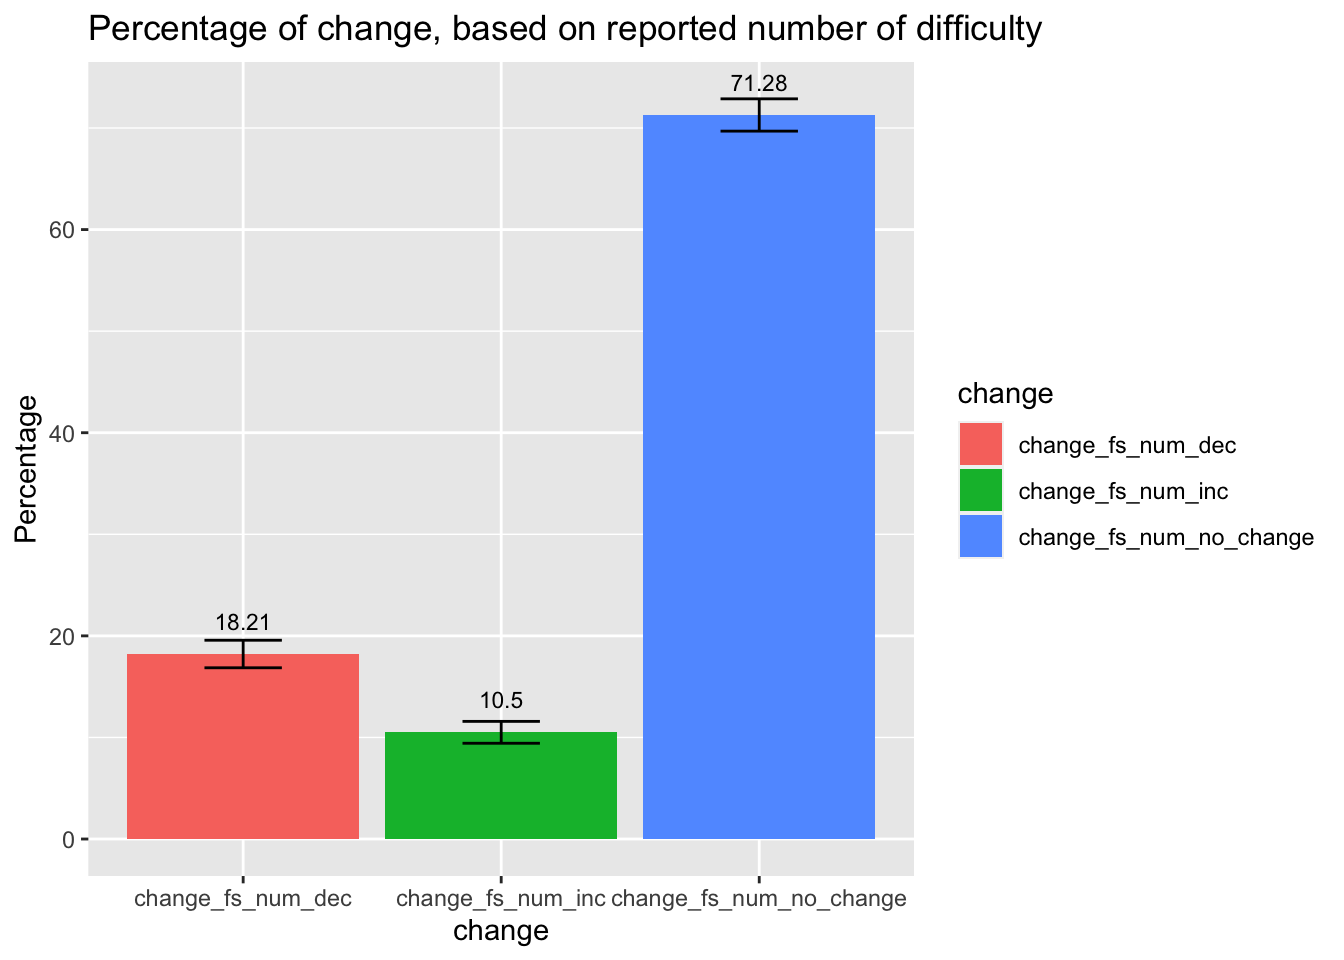 Percentage of change, based on reported number of difficulty
71.28
60
40
20
0
18.21
10.5
Percentage
change_fs_num_dec
change_fs_num_inc
change_fs_num_no_change
change
change
change_fs_num_dec
change_fs_num_inc
change_fs_num_no_change